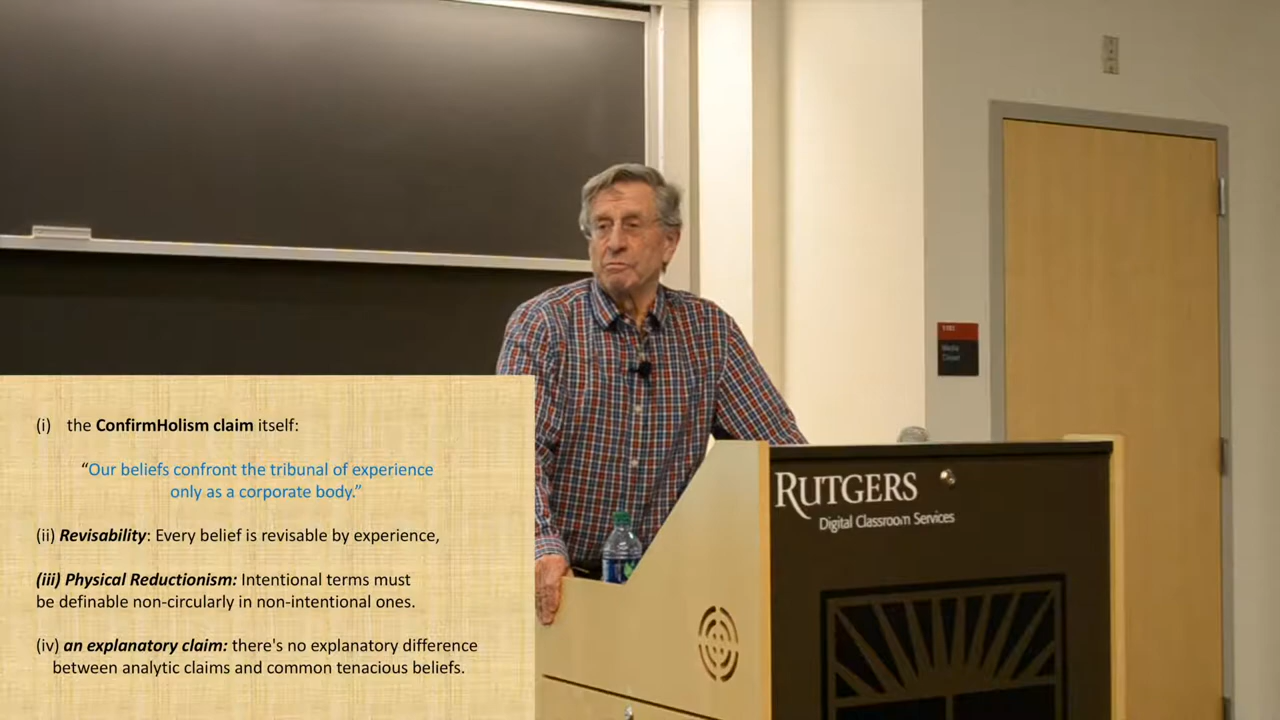 (i) the ConfirmHolism claim itself:
“Our beliefs confront the tribunal of experience
only as a corporate body.”
(ii) Revisability: Every belief is revisable by experience,
(iii) Physical Reductionism: Intentional terms must
be definable non-circularly in non-intentional ones.
(iv) an explanatory claim: there's no explanatory difference
between analytic claims and common tenacious beliefs.
RUTGERS
Digital Classroom Services
Media
Closet